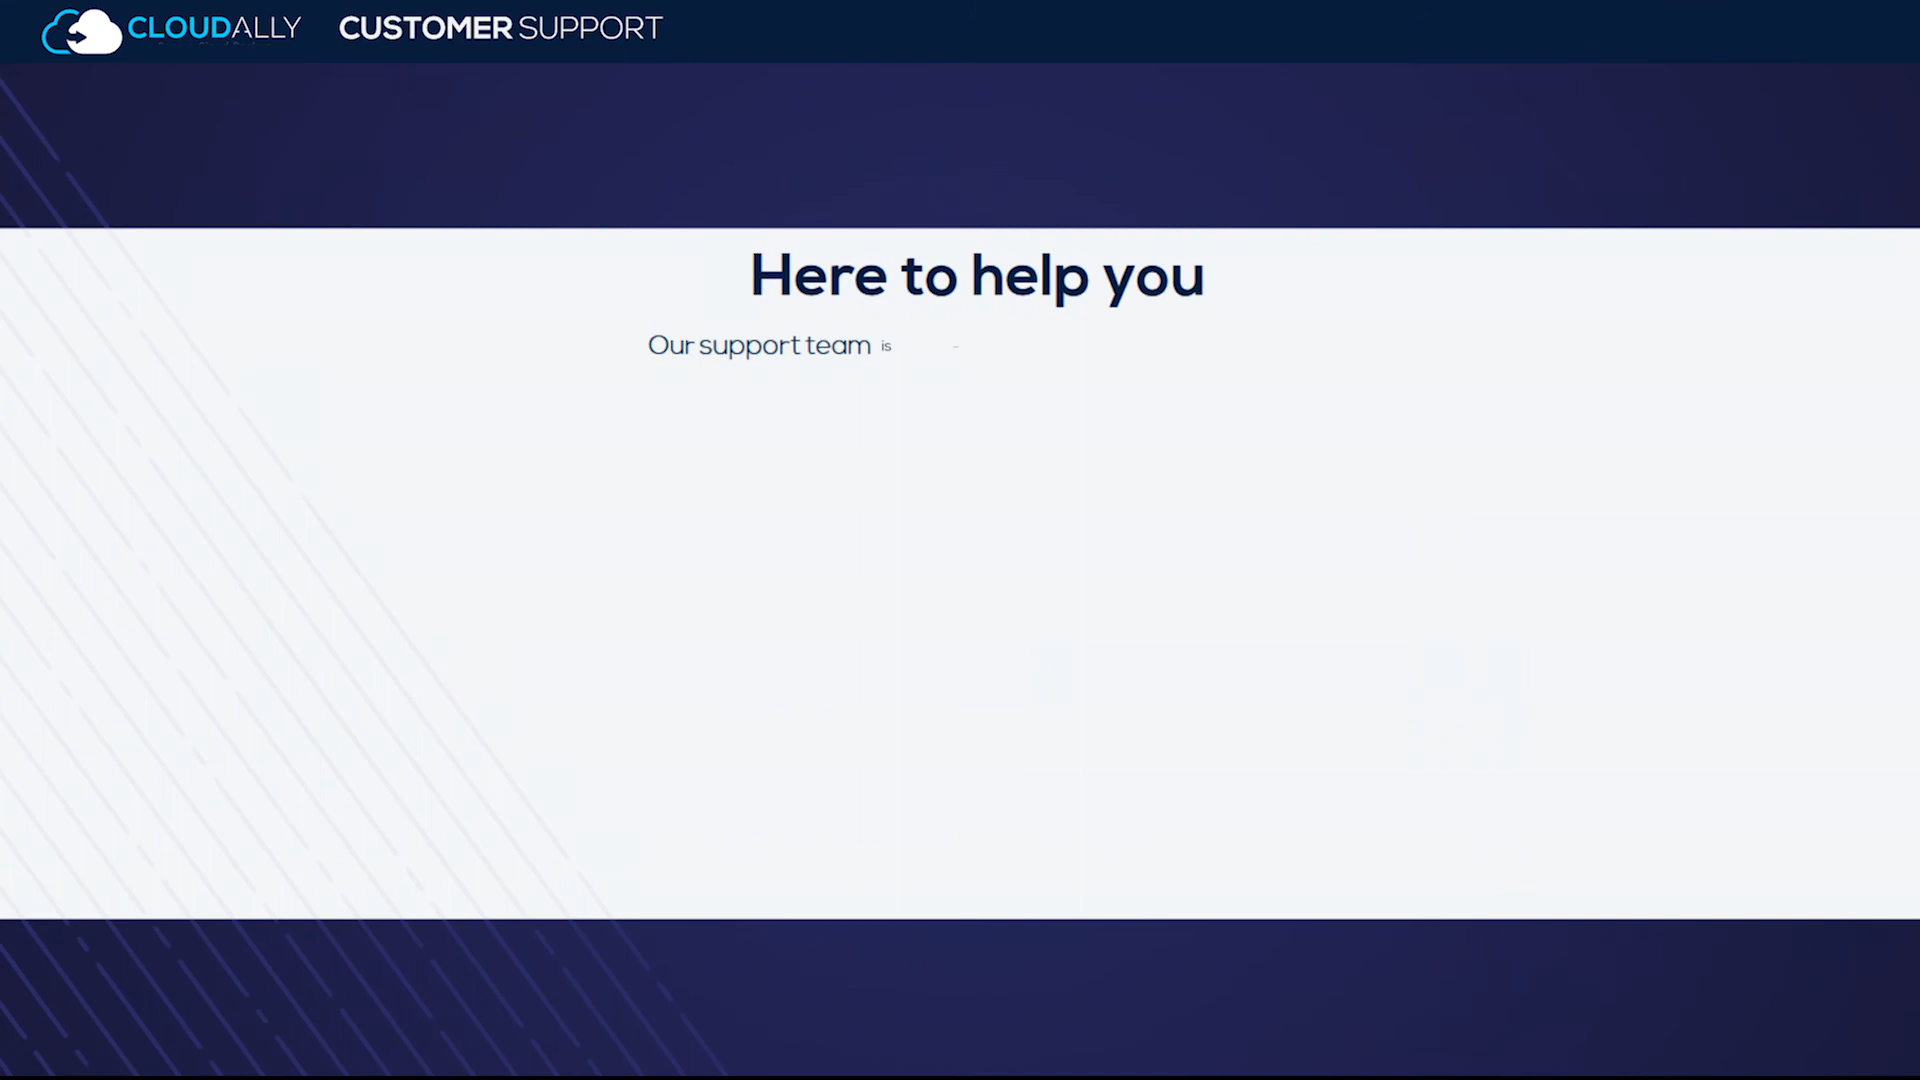 CLOUDALLY CUSTOMER SUPPORT
Here to help you
Our support team is